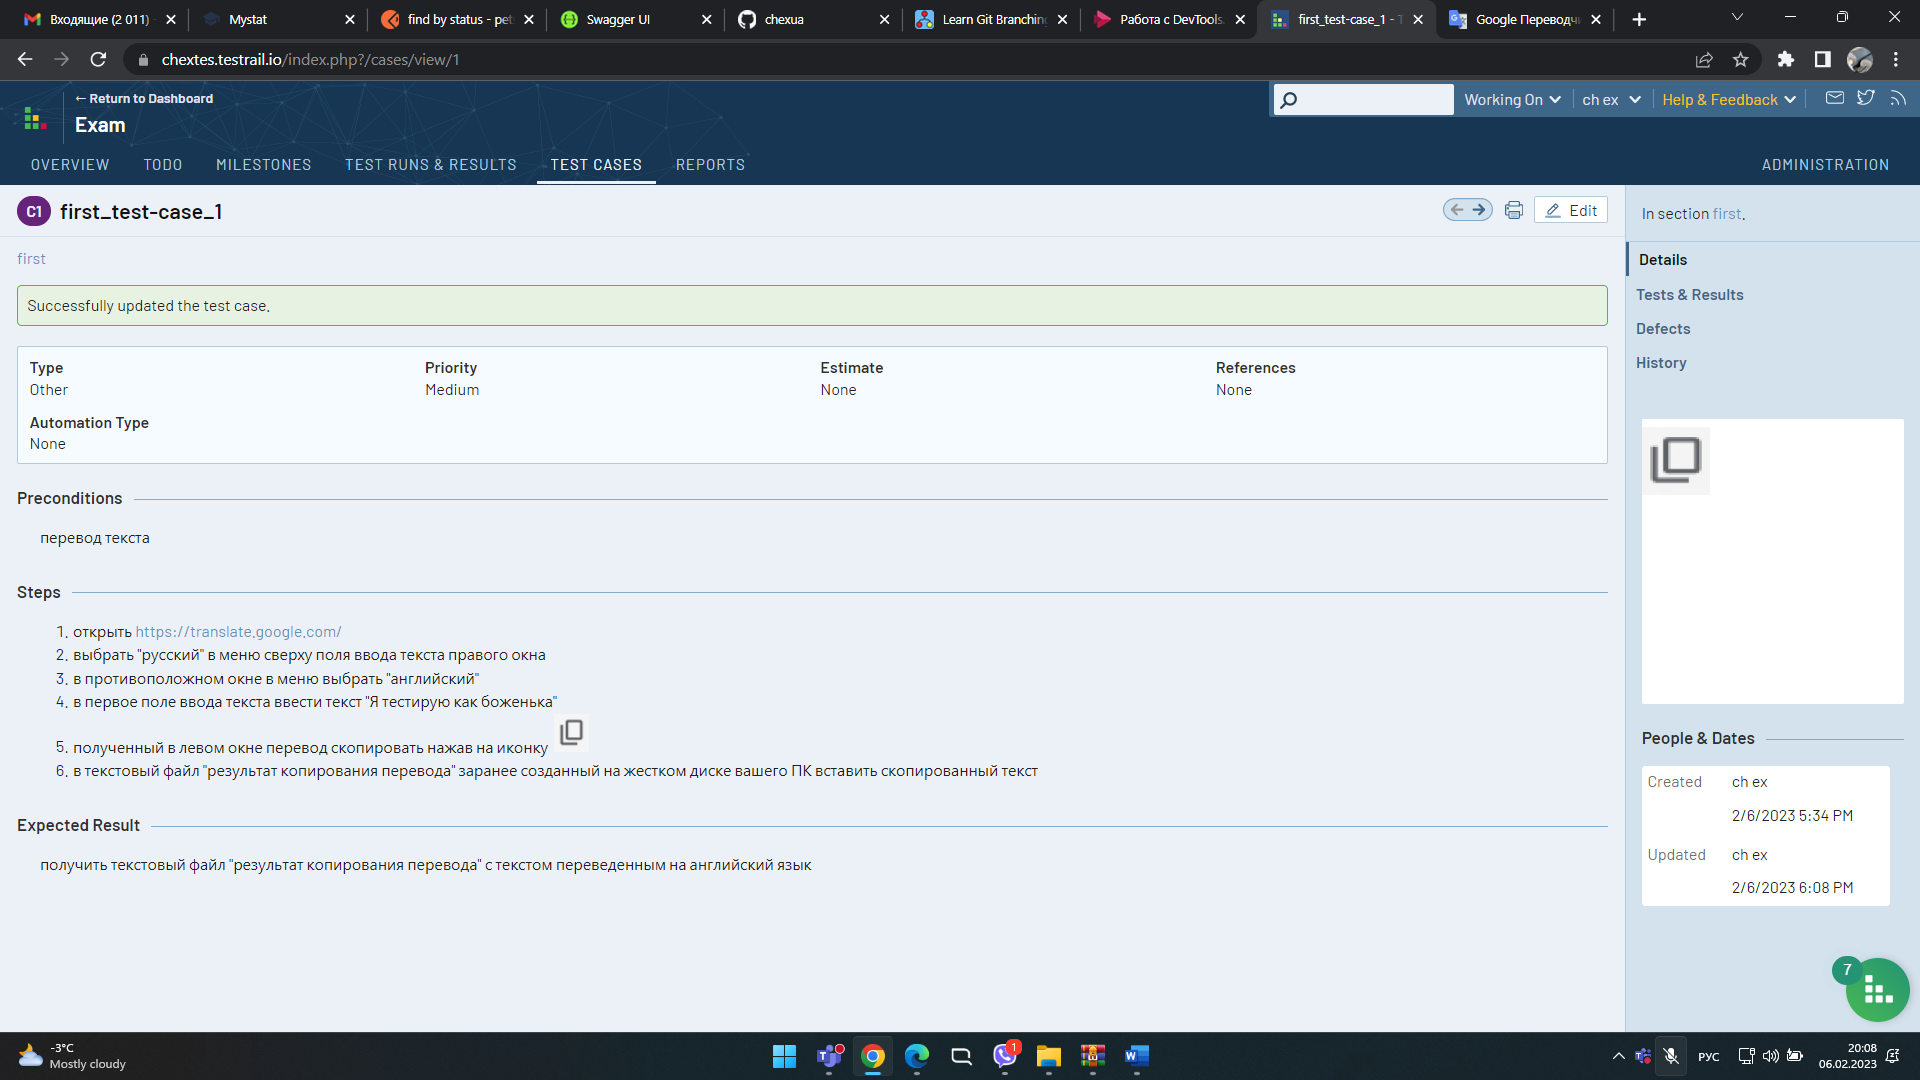 Входящие (2 011)
Mystat
find by status - pet
Swagger UI
chexua
Learn Git Branching
Работа с DevTools.
first_test-case_1 - T
Google Переводч
chextes.testrail.io/index.php?/cases/view/1
← Return to Dashboard
Exam
Working On
ch ex
Help & Feedback
OVERVIEW
TODO
MILESTONES
TEST RUNS & RESULTS
TEST CASES
REPORTS
ADMINISTRATION
C1
first_test-case_1
Edit
first
Successfully updated the test case.
Type
Other
Priority
Medium
Estimate
None
References
None
Automation Type
None
Preconditions
перевод текста
Steps
1. открыть https://translate.google.com/
2. выбрать "русский" в меню сверху поля ввода текста правого окна
3. в противоположном окне в меню выбрать "английский"
4. в первое поле ввода текста ввести текст "Я тестирую как боженька"
5. полученный в левом окне перевод скопировать нажав на иконку
6. в текстовый файл "результат копирования перевода" заранее созданный на жестком диске вашего ПК вставить скопированный текст
Expected Result
получить текстовый файл "результат копирования перевода" с текстом переведенным на английский язык
In section first.
Details
Tests & Results
Defects
History
People & Dates
Created
ch ex
2/6/2023 5:34 PM
Updated
ch ex
2/6/2023 6:08 PM
7
-3°C
Mostly cloudy
1
РУС
20:08
06.02.2023